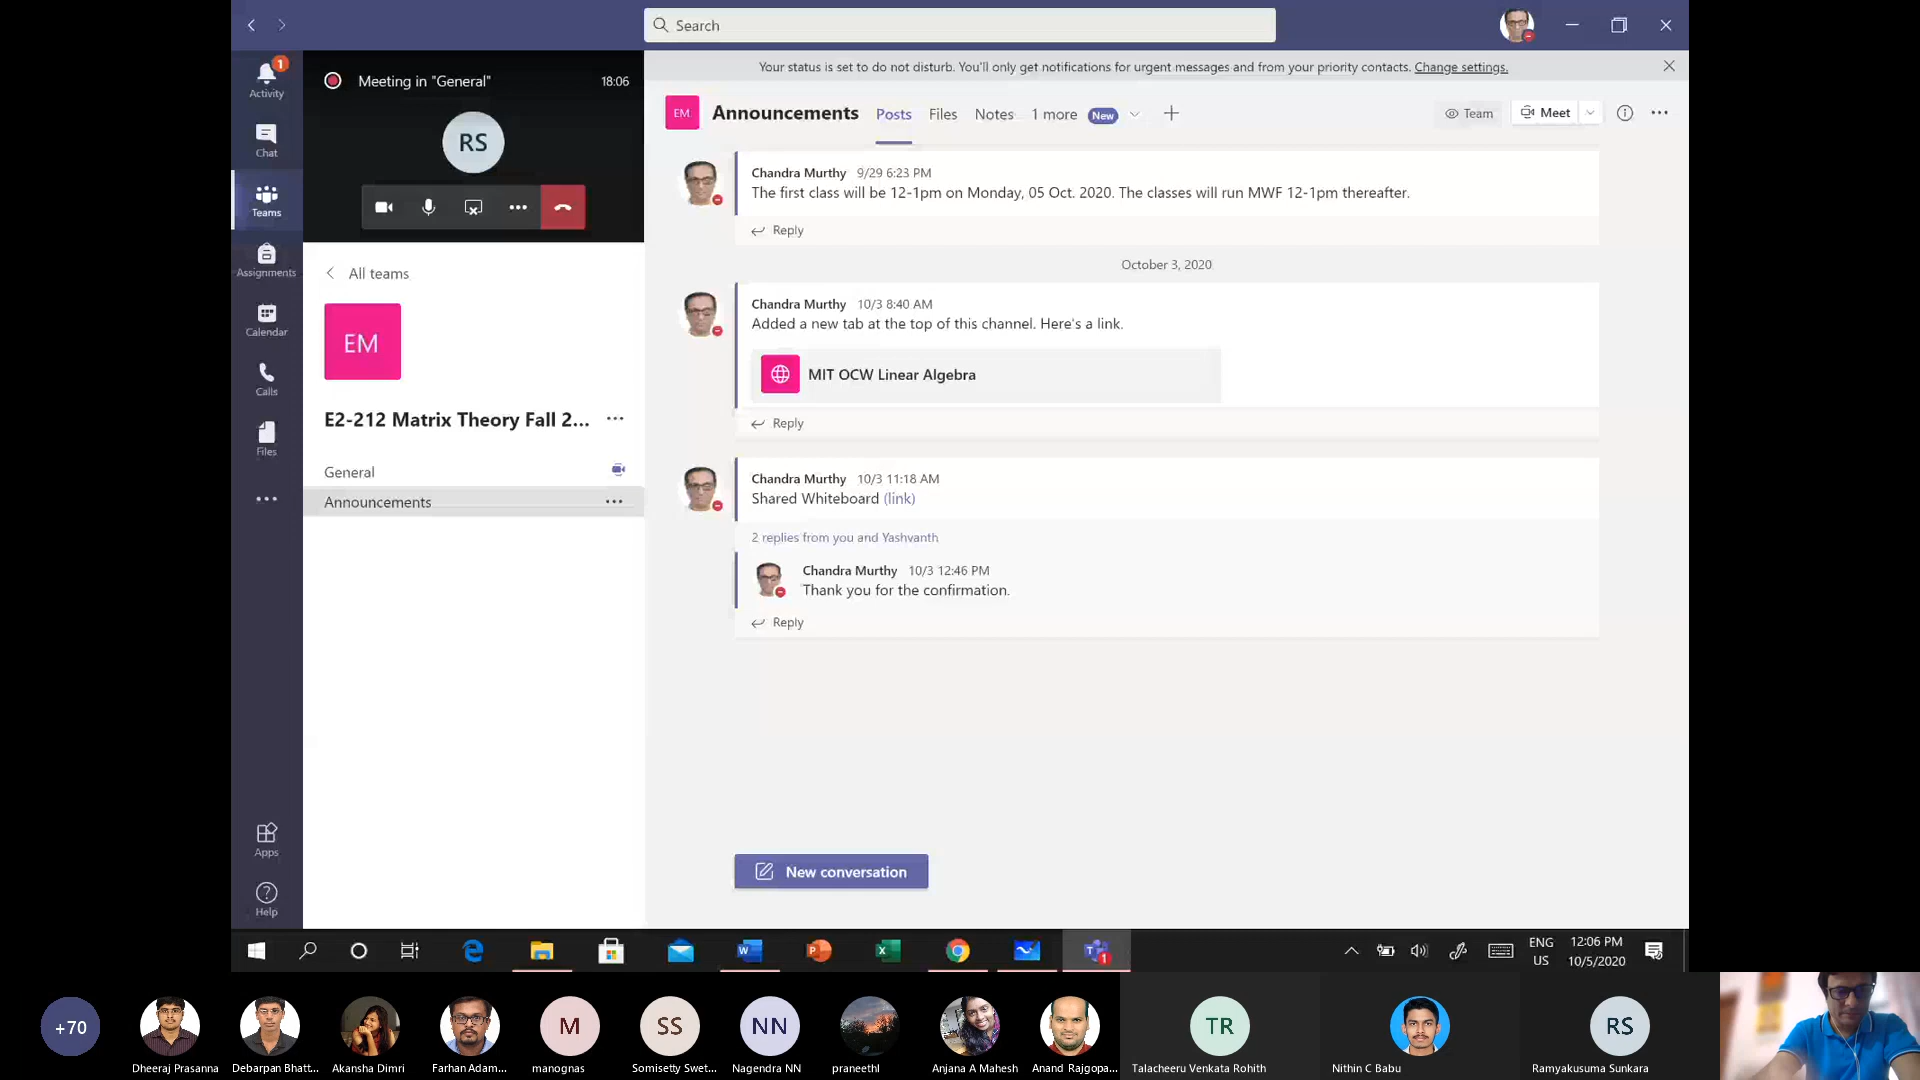 Search
Your status is set to do not disturb. You'll only get notifications for urgent messages and from your priority contacts. Change settings.
1
Activity
Chat
Teams
Assignments
Calendar
Calls
Files
Apps
Help
Meeting in "General"
18:06
RS
All teams
EM
E2-212 Matrix Theory Fall 2...
General
Announcements
EM
Announcements
Posts
Files
Notes
1 more
New
Team
Meet
Chandra Murthy 9/29 6:23 PM
The first class will be 12-1pm on Monday, 05 Oct. 2020. The classes will run MWF 12-1pm thereafter.
Reply
October 3, 2020
Chandra Murthy 10/3 8:40 AM
Added a new tab at the top of this channel. Here's a link.
MIT OCW Linear Algebra
Reply
Chandra Murthy 10/3 11:18 AM
Shared Whiteboard (link)
2 replies from you and Yashvanth
Chandra Murthy 10/3 12:46 PM
Thank you for the confirmation.
Reply
New conversation
ENG
US
12:06 PM
10/5/2020
+70
Dheeraj Prasanna
Debarpan Bhatt...
Akansha Dimri
Farhan Adam...
M
manognas
SS
Somisetty Swet...
NN
Nagendra NN
praneethl
Anjana A Mahesh
Anand Rajgopa...
TR
Talacheeru Venkata Rohith
Nithin C Babu
RS
Ramyakusuma Sunkara